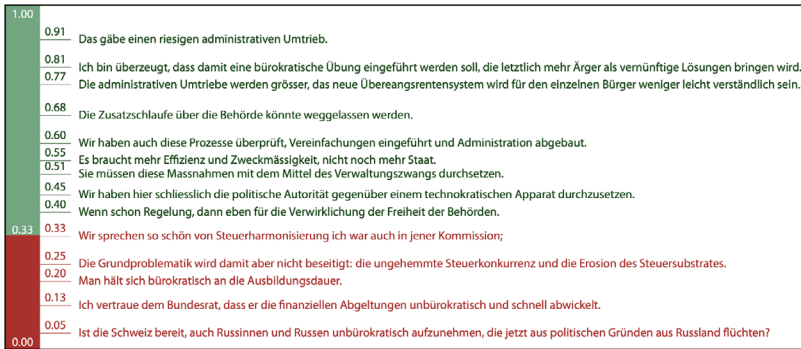 1.00
0.91 Das gäbe einen riesigen administrativen Umtrieb.
0.81 Ich bin überzeugt, dass damit eine bürokratische Übung eingeführt werden soll, die letztlich mehr Ärger als vernünftige Lösungen bringen wird.
0.77 Die administrativen Umtriebe werden grösser, das neue Übereangsrentensystem wird für den einzelnen Bürger weniger leicht verständlich sein.
0.68 Die Zusatzschlaufe über die Behörde könnte weggelassen werden.
0.60 Wir haben auch diese Prozesse überprüft, Vereinfachungen eingeführt und Administration abgebaut.
0.55 Es braucht mehr Effizienz und Zweckmässigkeit, nicht noch mehr Staat.
0.51 Sie müssen diese Massnahmen mit dem Mittel des Verwaltungszwangs durchsetzen.
0.45 Wir haben hier schliesslich die politische Autorität gegenüber einem technokratischen Apparat durchzusetzen.
0.40 Wenn schon Regelung, dann eben für die Verwirklichung der Freiheit der Behörden.
0.33 0.33 Wir sprechen so schön von Steuerharmonisierung ich war auch in jener Kommission;
0.25 Die Grundproblematik wird damit aber nicht beseitigt: die ungehemmte Steuerkonkurrenz und die Erosion des Steuersubstrates.
0.20 Man hält sich bürokratisch an die Ausbildungsdauer.
0.13 Ich vertraue dem Bundesrat, dass er die finanziellen Abgeltungen unbürokratisch und schnell abwickelt.
0.05 Ist die Schweiz bereit, auch Russinnen und Russen unbürokratisch aufzunehmen, die jetzt aus politischen Gründen aus Russland flüchten?
0.00